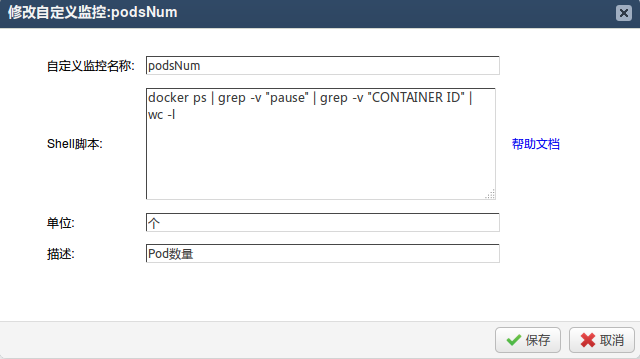 修改自定义监控:podsNum
自定义监控名称: podsNum
Shell脚本: docker ps | grep -v "pause" | grep -v "CONTAINER ID" |
wc -l
帮助文档
单位: 个
描述: Pod数量
保存 取消